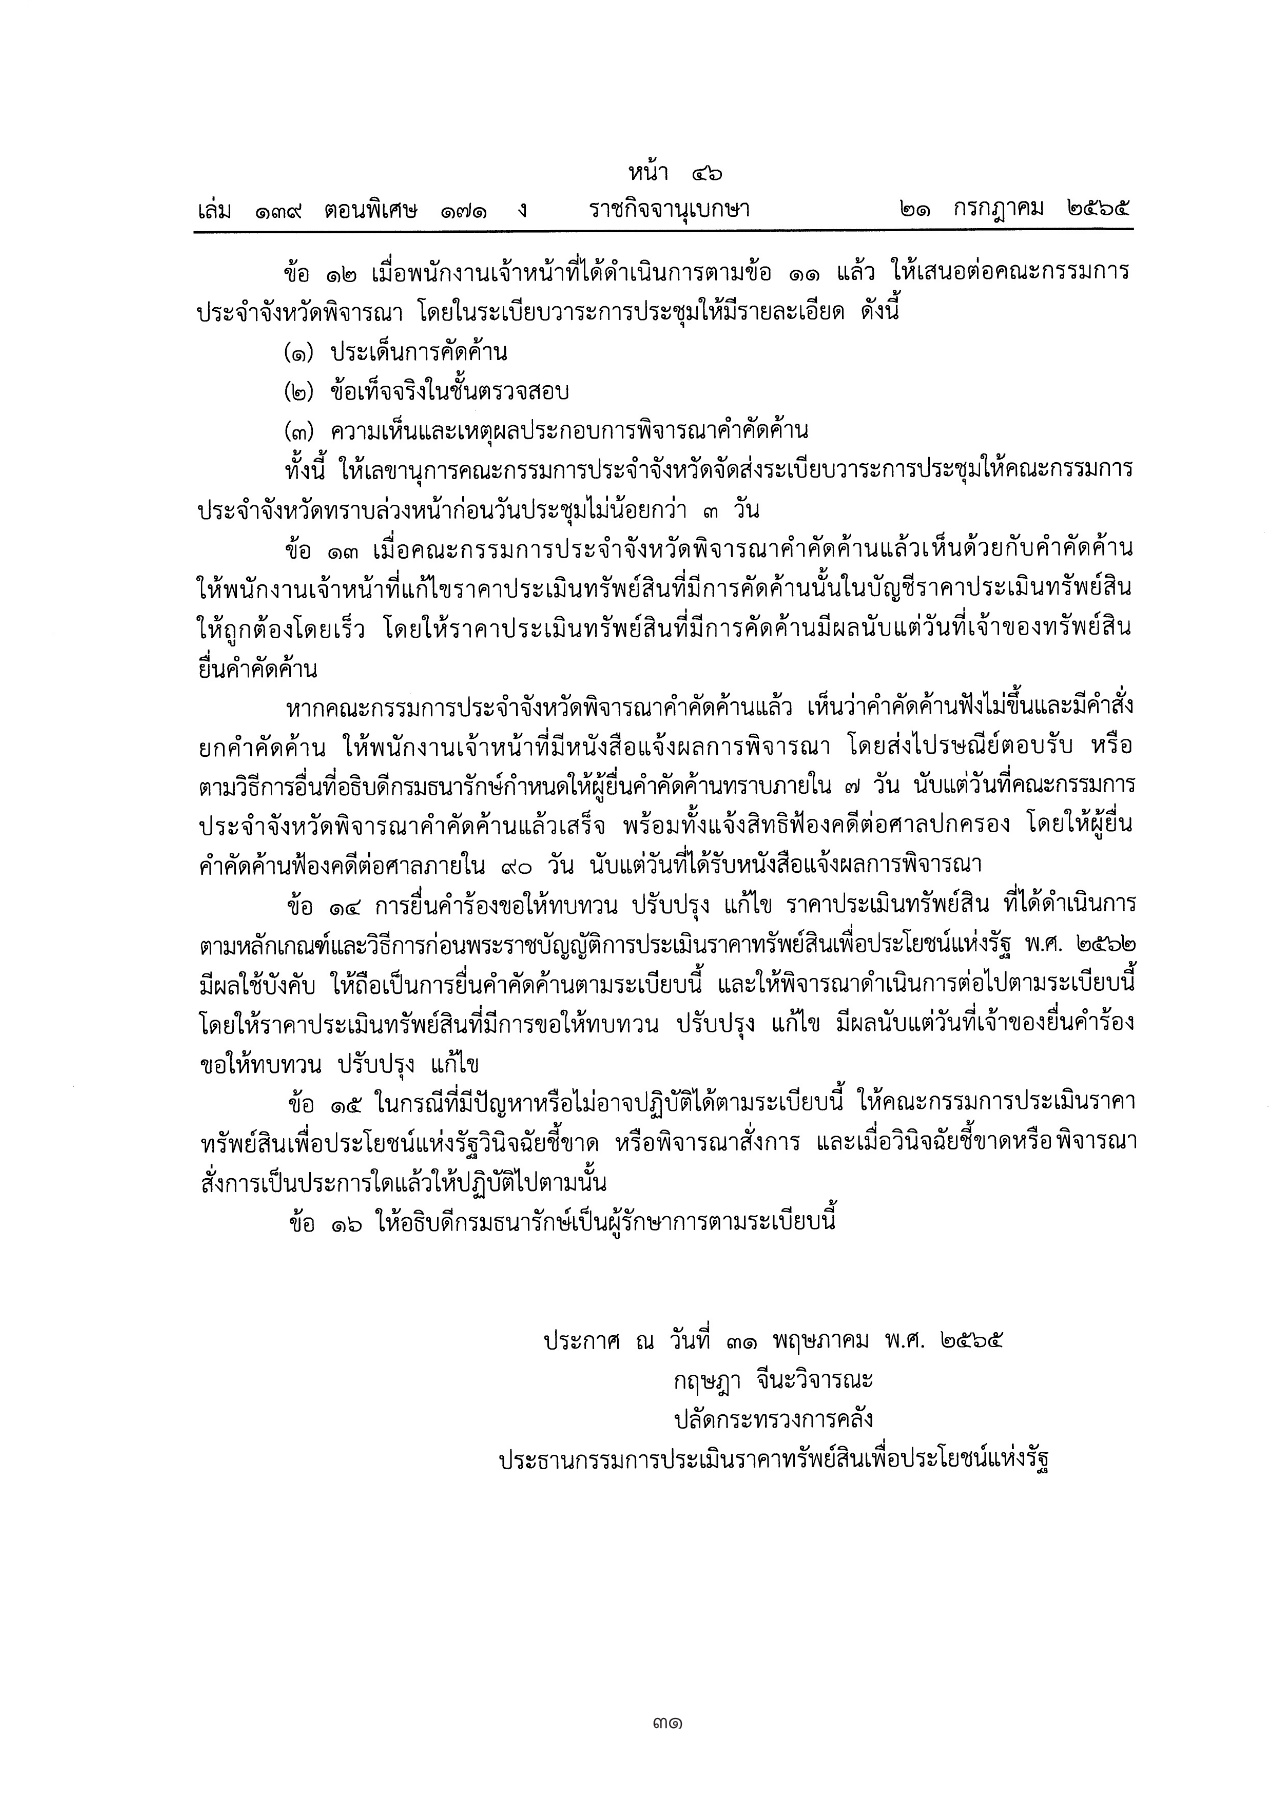 หน้า ๔๖
เล่ม ๑๓๙ ตอนพิเศษ ๑๗๑ ง ราชกิจจานุเบกษา ๒๑ กรกฎาคม ๒๕๖๕
ข้อ ๑๒ เมื่อพนักงานเจ้าหน้าที่ได้ดำเนินการตามข้อ ๑๑ แล้ว ให้เสนอต่อคณะกรรมการ
ประจำจังหวัดพิจารณา โดยในระเบียบวาระการประชุมให้มีรายละเอียด ดังนี้
(๑) ประเด็นการคัดค้าน
(๒) ข้อเท็จจริงในชั้นตรวจสอบ
(๓) ความเห็นและเหตุผลประกอบการพิจารณาคำคัดค้าน
ทั้งนี้ ให้เลขานุการคณะกรรมการประจำจังหวัดจัดส่งระเบียบวาระการประชุมให้คณะกรรมการ
ประจำจังหวัดทราบล่วงหน้าก่อนวันประชุมไม่น้อยกว่า ๓ วัน
ข้อ ๑๓ เมื่อคณะกรรมการประจำจังหวัดพิจารณาคำคัดค้านแล้วเห็นด้วยกับคำคัดค้าน
ให้พนักงานเจ้าหน้าที่แก้ไขราคาประเมินทรัพย์สินที่มีการคัดค้านนั้นในบัญชีราคาประเมินทรัพย์สิน
ให้ถูกต้องโดยเร็ว โดยให้ราคาประเมินทรัพย์สินที่มีการคัดค้านมีผลนับแต่วันที่เจ้าของทรัพย์สิน
ยื่นคำคัดค้าน
หากคณะกรรมการประจำจังหวัดพิจารณาคำคัดค้านแล้ว เห็นว่าคำคัดค้านฟังไม่ขึ้นและมีคำสั่ง
ยกคำคัดค้าน ให้พนักงานเจ้าหน้าที่มีหนังสือแจ้งผลการพิจารณา โดยส่งไปรษณีย์ตอบรับ หรือ
ตามวิธีการอื่นที่อธิบดีกรมธนารักษ์กำหนดให้ผู้ยื่นคำคัดค้านทราบภายใน ๗ วัน นับแต่วันที่คณะกรรมการ
ประจำจังหวัดพิจารณาคำคัดค้านแล้วเสร็จ พร้อมทั้งแจ้งสิทธิฟ้องคดีต่อศาลปกครอง โดยให้ผู้ยื่น
คำคัดค้านฟ้องคดีต่อศาลภายใน ๙๐ วัน นับแต่วันที่ได้รับหนังสือแจ้งผลการพิจารณา
ข้อ ๑๔ การยื่นคำร้องขอให้ทบทวน ปรับปรุง แก้ไข ราคาประเมินทรัพย์สิน ที่ได้ดำเนินการ
ตามหลักเกณฑ์และวิธีการก่อนพระราชบัญญัติการประเมินราคาทรัพย์สินเพื่อประโยชน์แห่งรัฐ พ.ศ. ๒๕๖๒
มีผลใช้บังคับ ให้ถือเป็นการยื่นคำคัดค้านตามระเบียบนี้ และให้พิจารณาดำเนินการต่อไปตามระเบียบนี้
โดยให้ราคาประเมินทรัพย์สินที่มีการขอให้ทบทวน ปรับปรุง แก้ไข มีผลนับแต่วันที่เจ้าของยื่นคำร้อง
ขอให้ทบทวน ปรับปรุง แก้ไข
ข้อ ๑๕ ในกรณีที่มีปัญหาหรือไม่อาจปฏิบัติได้ตามระเบียบนี้ ให้คณะกรรมการประเมินราคา
ทรัพย์สินเพื่อประโยชน์แห่งรัฐวินิจฉัยชี้ขาด หรือพิจารณาสั่งการ และเมื่อวินิจฉัยชี้ขาดหรือพิจารณา
สั่งการเป็นประการใดแล้วให้ปฏิบัติไปตามนั้น
ข้อ ๑๖ ให้อธิบดีกรมธนารักษ์เป็นผู้รักษาการตามระเบียบนี้
ประกาศ ณ วันที่ ๓๑ พฤษภาคม พ.ศ. ๒๕๖๕
กฤษฎา จีนะวิจารณะ
ปลัดกระทรวงการคลัง
ประธานกรรมการประเมินราคาทรัพย์สินเพื่อประโยชน์แห่งรัฐ
๓๑